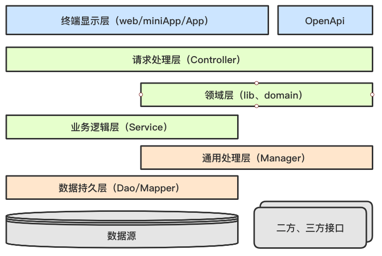 终端显示层（web/miniApp/App）
OpenApi
请求处理层（Controller）
领域层（lib、domain）
业务逻辑层（Service）
通用处理层（Manager）
数据持久层（Dao/Mapper）
数据源
二方、三方接口